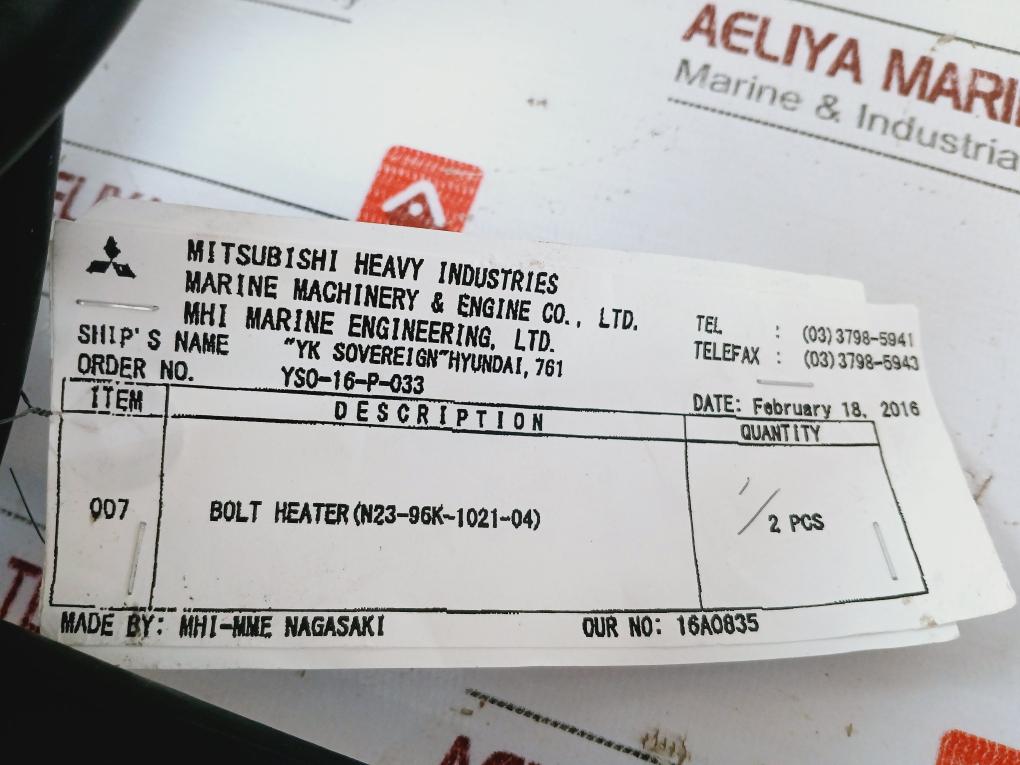 AELIYA MARI
Marine & Industria
MITSUBISHI HEAVY INDUSTRIES
MARINE MACHINERY & ENGINE CO., LTD.
MHI MARINE ENGINEERING, LTD.
TEL : (03)3798-5941
TELEFAX : (03)3798-5943
SHIP'S NAME "YK SOVEREIGN"HYUNDAI, 761
ORDER NO. YSO-16-P-033
DATE: February 18, 2016
ITEM DESCRIPTION QUANTITY
007 BOLT HEATER(N23-96K-1021-04) 1/2 PCS
MADE BY: MHI-MME NAGASAKI OUR NO: 16A0835